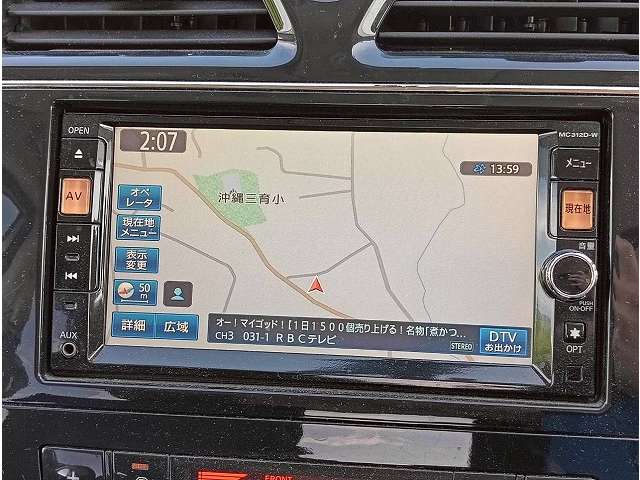 OPEN
MC312D-W
2:07
13:59
メニュー
AV
オペ
レータ
沖縄三育小
現在地
現在地
メニュー
表示
変更
音量
50
m
PUSH
ON-OFF
詳細
広域
オー!マイゴッド!【1日1500個売り上げる!名物「煮かつ…
CH3 031-1 RBCテレビ
STEREO
DTV
お出かけ
AUX
OPT
FRONT